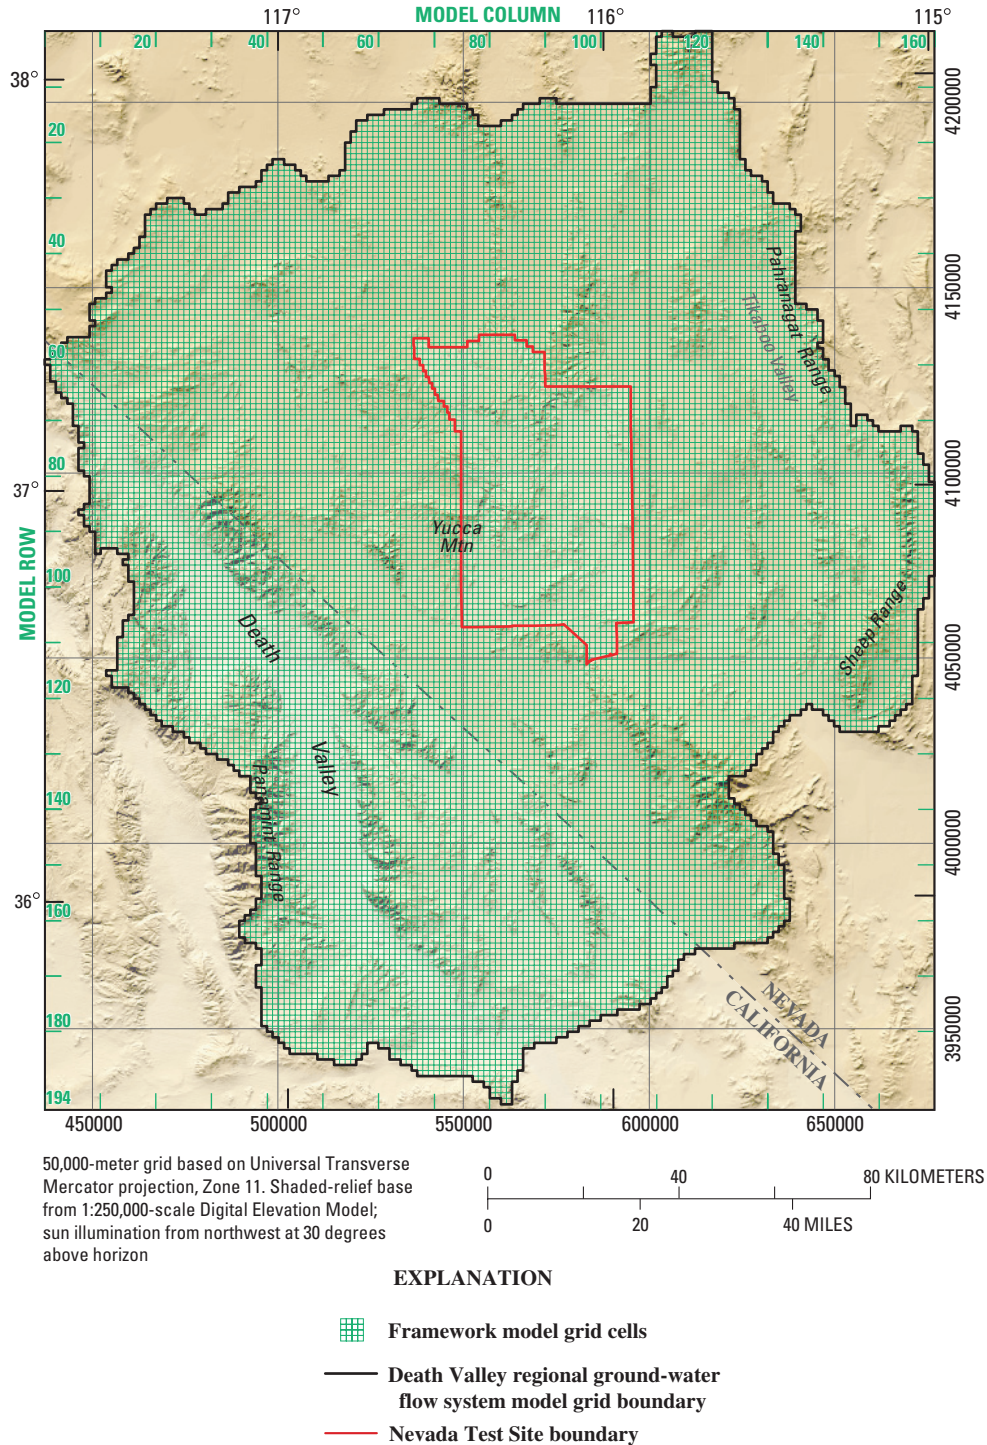 MODEL COLUMN
117° 116° 115°
20 40 60 80 100 120 140 160
38°
37°
36°
MODEL ROW
20
40
60
80
100
120
140
160
180
194
4200000
4150000
4100000
4050000
4000000
3950000
Pahranagat Range
Tikaboo Valley
Yucca
Mtn
Sheep Range
Death
Valley
Panamint Range
NEVADA
CALIFORNIA
450000 500000 550000 600000 650000
50,000-meter grid based on Universal Transverse
Mercator projection, Zone 11. Shaded-relief base
from 1:250,000-scale Digital Elevation Model;
sun illumination from northwest at 30 degrees
above horizon
0 40 80 KILOMETERS
0 20 40 MILES
EXPLANATION
Framework model grid cells
Death Valley regional ground-water
flow system model grid boundary
Nevada Test Site boundary